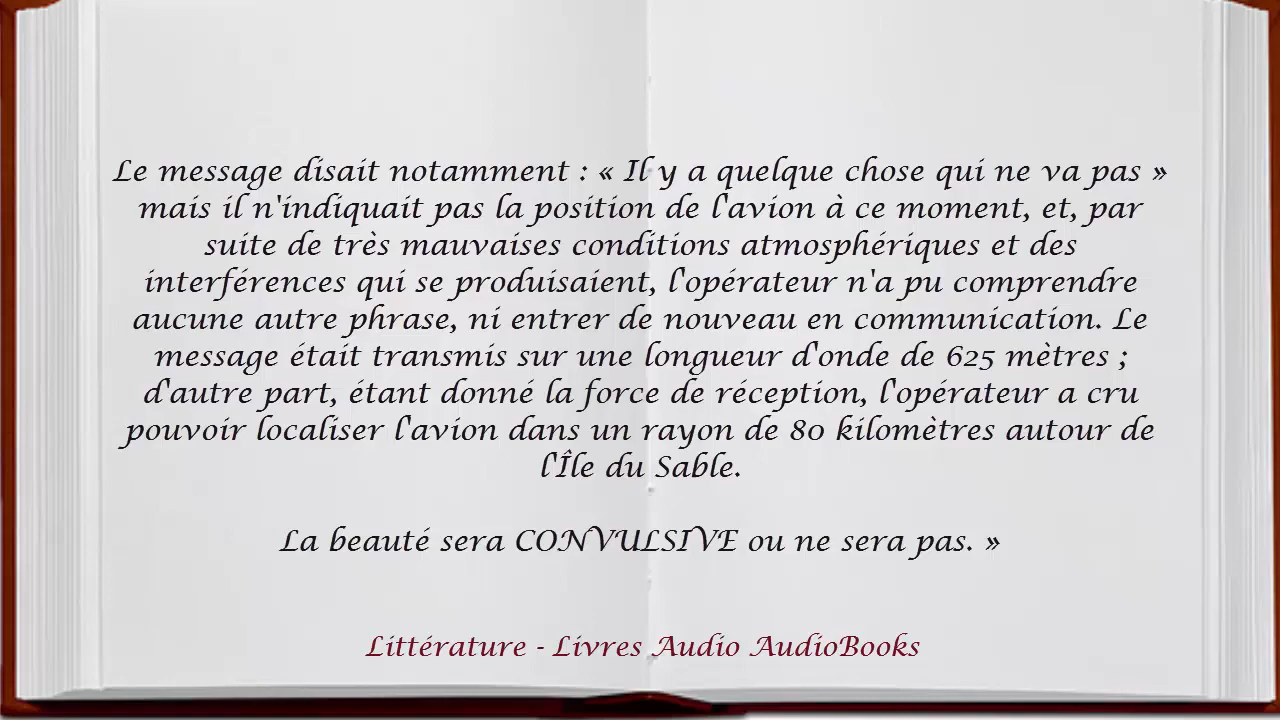 Le message disait notamment : « Il y a quelque chose qui ne va pas »
mais il n'indiquait pas la position de l'avion à ce moment, et, par
suite de très mauvaises conditions atmosphériques et des
interférences qui se produisaient, l'opérateur n'a pu comprendre
aucune autre phrase, ni entrer de nouveau en communication. Le
message était transmis sur une longueur d'onde de 625 mètres ;
d'autre part, étant donné la force de réception, l'opérateur a cru
pouvoir localiser l'avion dans un rayon de 80 kilomètres autour de
l'Île du Sable.
La beauté sera CONVULSIVE ou ne sera pas. »
Littérature - Livres Audio AudioBooks